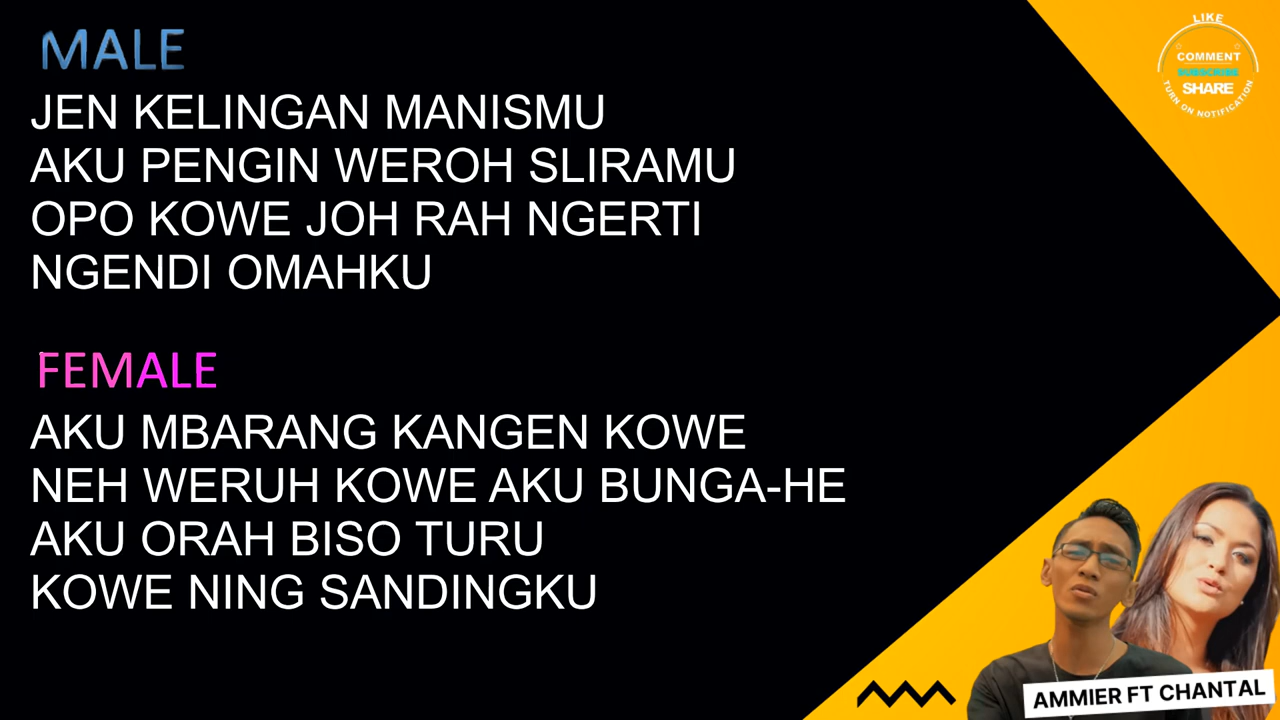 MALE
JEN KELINGAN MANISMU
AKU PENGIN WEROH SLIRAMU
OPO KOWE JOH RAH NGERTI
NGENDI OMAHKU
FEMALE
AKU MBARANG KANGEN KOWE
NEH WERUH KOWE AKU BUNGA-HE
AKU ORAH BISO TURU
KOWE NING SANDINGKU
LIKE
COMMENT
SUBSCRIBE
SHARE
TURN ON NOTIFICATION
AMMIER FT CHANTAL